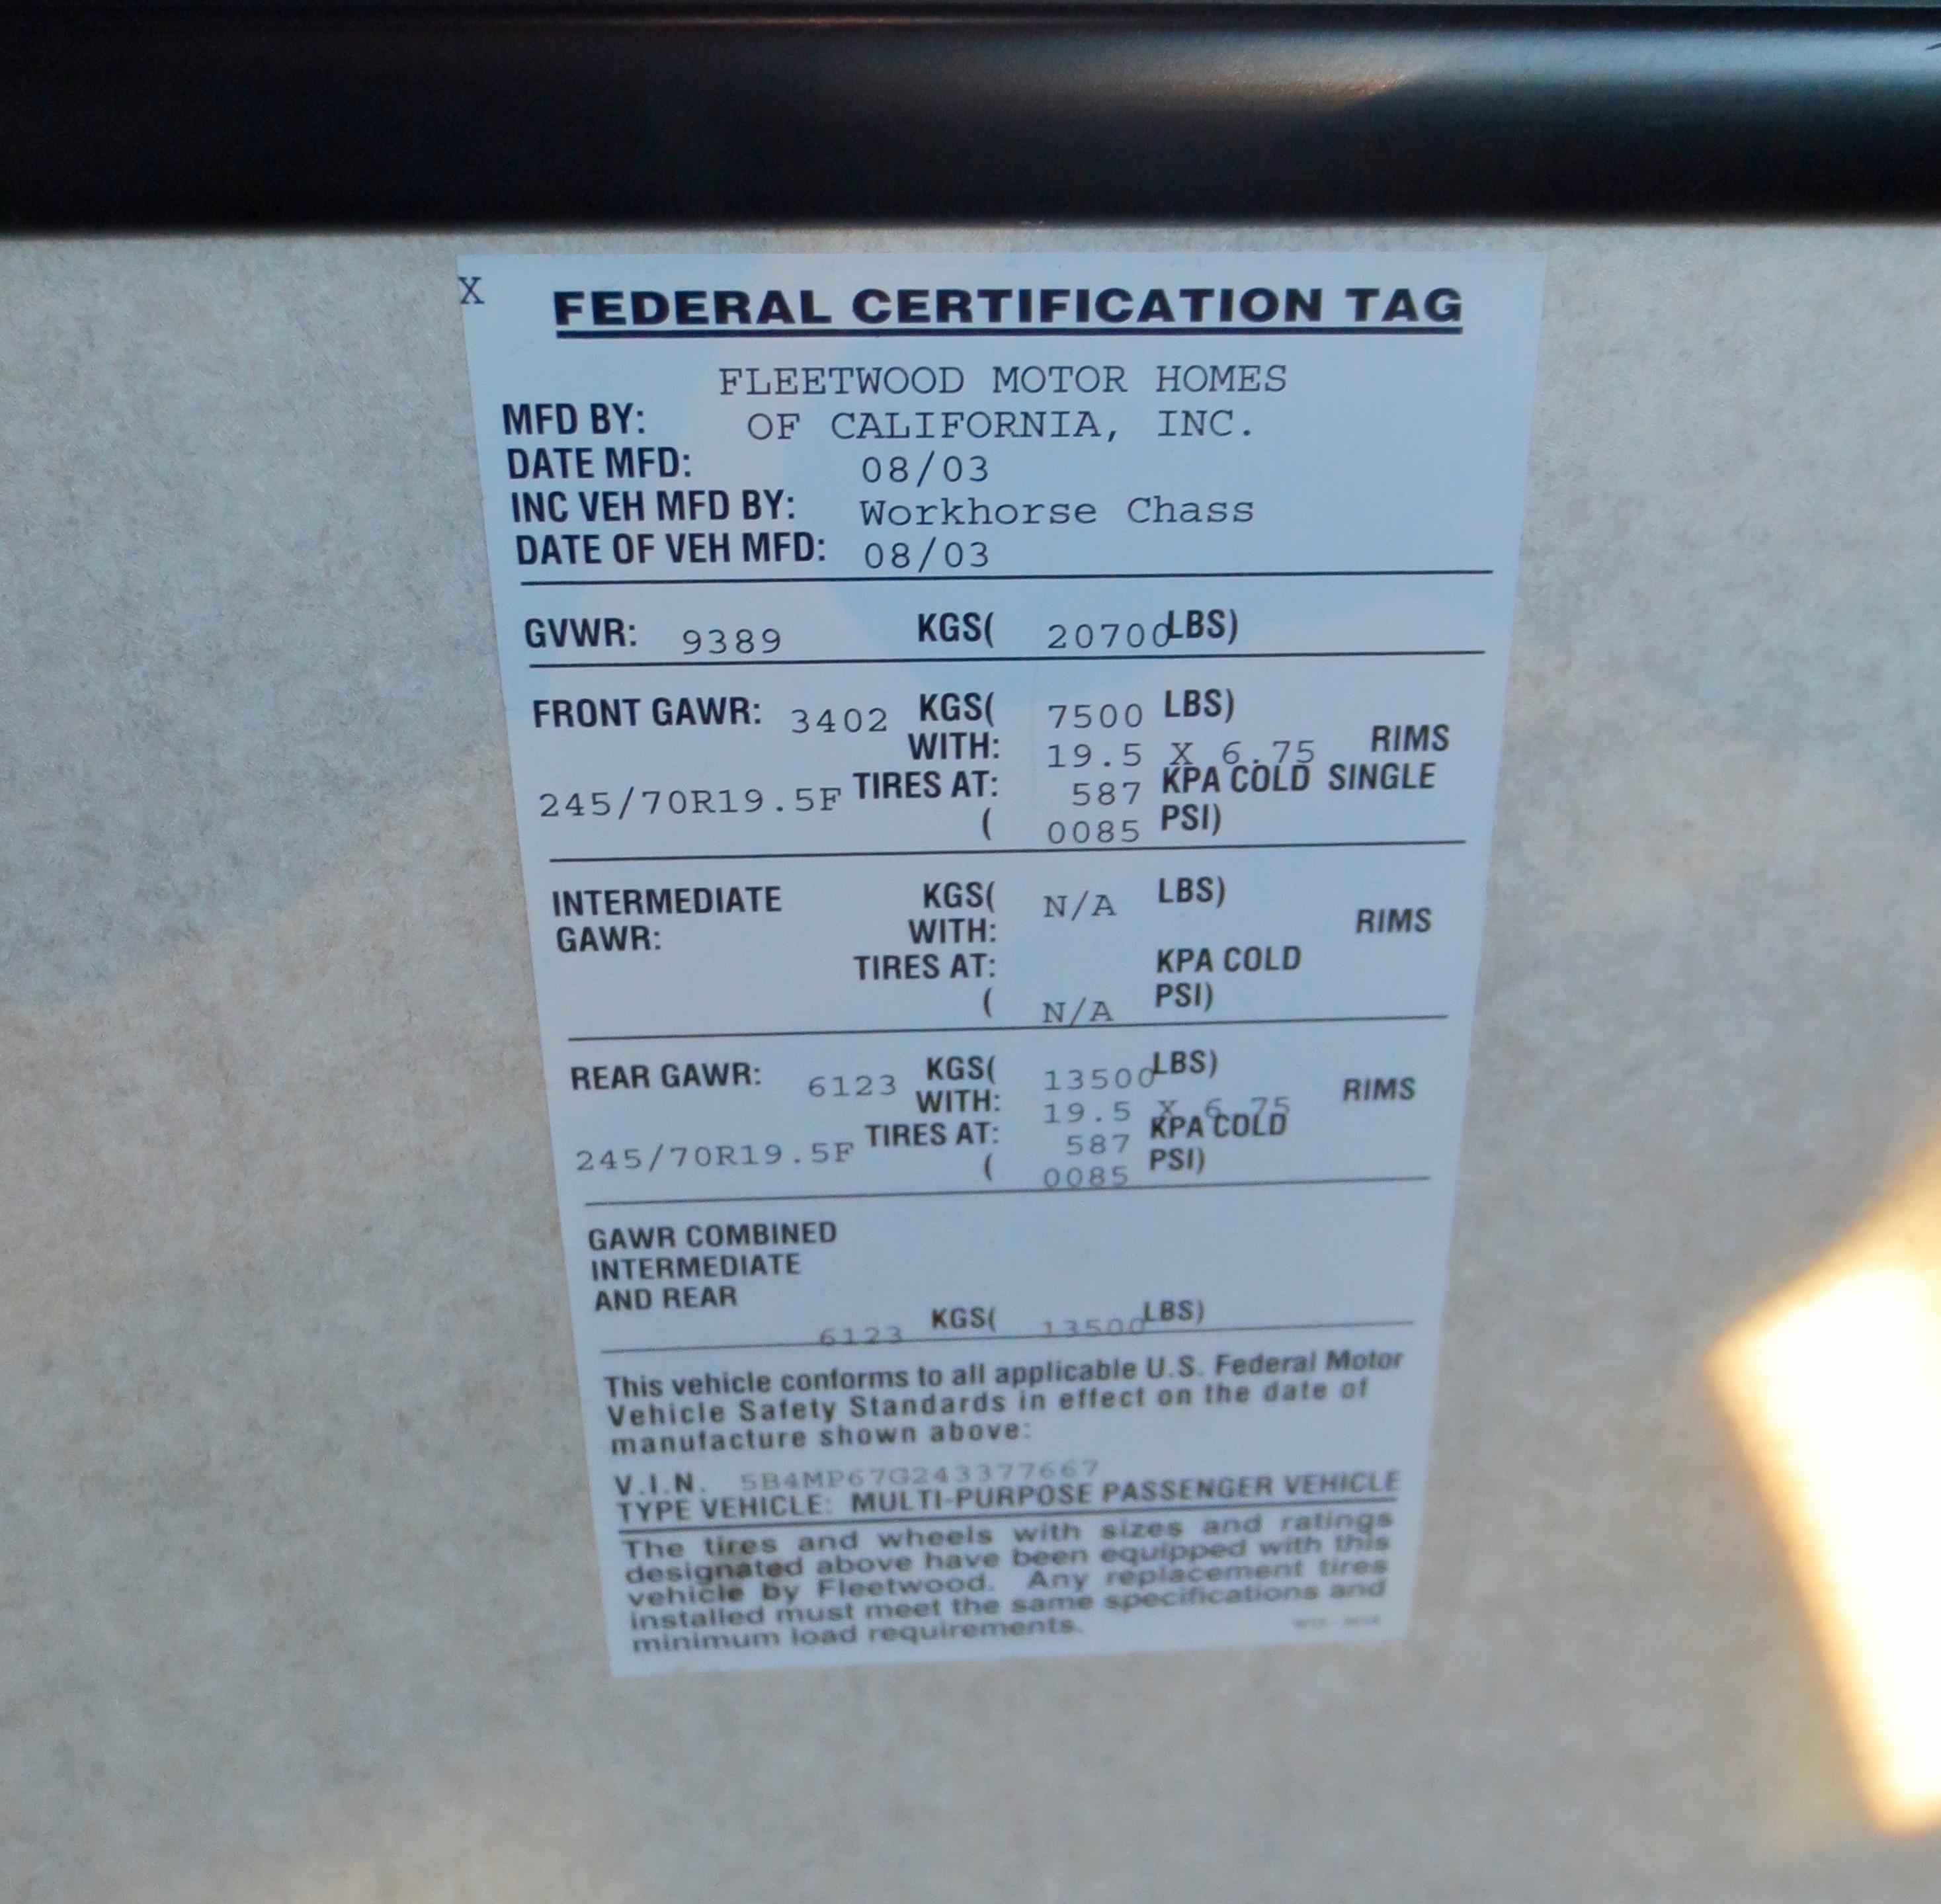 X
FEDERAL CERTIFICATION TAG
FLEETWOOD MOTOR HOMES
MFD BY: OF CALIFORNIA, INC.
DATE MFD: 08/03
INC VEH MFD BY: Workhorse Chass
DATE OF VEH MFD: 08/03
GVWR: 9389 KGS( 20700 LBS)
FRONT GAWR: 3402 KGS( 7500 LBS)
WITH: 19.5 X 6.75 RIMS
245/70R19.5F TIRES AT: 587 KPA COLD SINGLE
( 0085 PSI)
INTERMEDIATE KGS( N/A LBS)
GAWR: WITH: RIMS
TIRES AT: KPA COLD
( N/A PSI)
REAR GAWR: 6123 KGS( 13500 LBS)
WITH: 19.5 X 6.75 RIMS
245/70R19.5F TIRES AT: 587 KPA COLD
( 0085 PSI)
GAWR COMBINED
INTERMEDIATE
AND REAR
6123 KGS( 13500 LBS)
This vehicle conforms to all applicable U.S. Federal Motor
Vehicle Safety Standards in effect on the date of
manufacture shown above:
V.I.N. 5B4MP67G243377667
TYPE VEHICLE: MULTI-PURPOSE PASSENGER VEHICLE
The tires and wheels with sizes and ratings
designated above have been equipped with this
vehicle by Fleetwood. Any replacement tires
installed must meet the same specifications and
minimum load requirements.